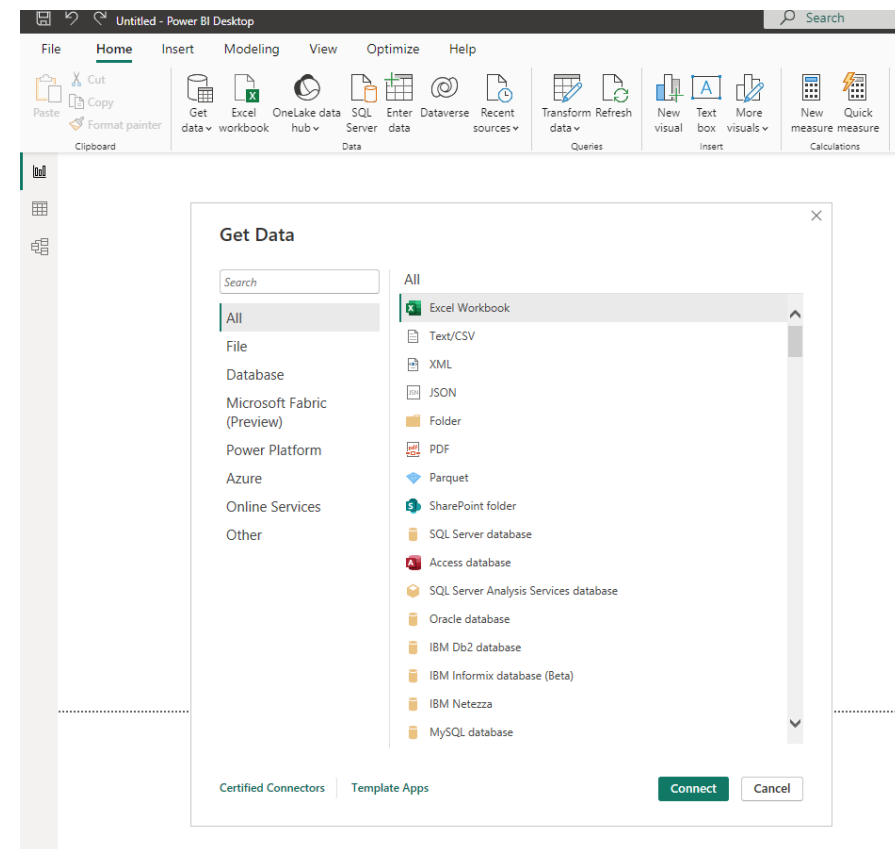 Untitled - Power BI Desktop
Search
File Home Insert Modeling View Optimize Help
Paste
Cut
Copy
Format painter
Clipboard
Get data
Excel workbook
OneLake data hub
SQL Server
Enter data
Dataverse
Recent sources
Data
Transform data
Refresh
Queries
New visual
Text box
More visuals
Insert
New measure
Quick measure
Calculations
Get Data
Search
All
File
Database
Microsoft Fabric
(Preview)
Power Platform
Azure
Online Services
Other
All
Excel Workbook
Text/CSV
XML
JSON
Folder
PDF
Parquet
SharePoint folder
SQL Server database
Access database
SQL Server Analysis Services database
Oracle database
IBM Db2 database
IBM Informix database (Beta)
IBM Netezza
MySQL database
Certified Connectors
Template Apps
Connect
Cancel